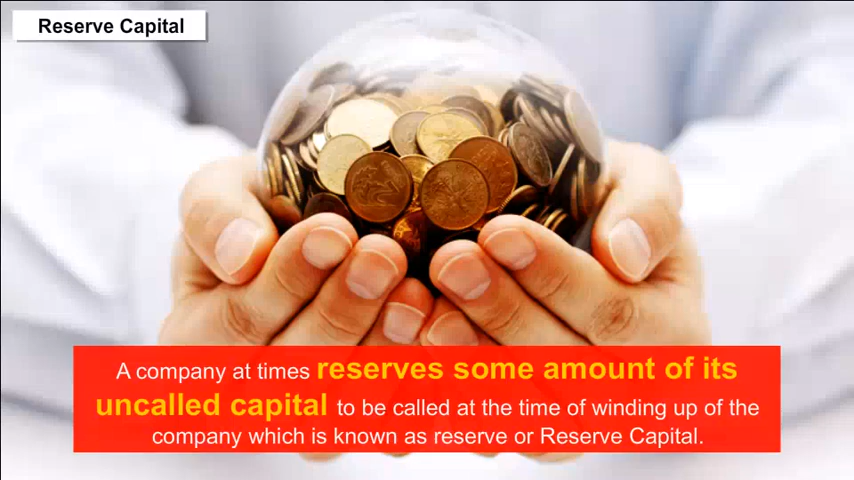 Reserve Capital
A company at times reserves some amount of its
uncalled capital to be called at the time of winding up of the
company which is known as reserve or Reserve Capital.